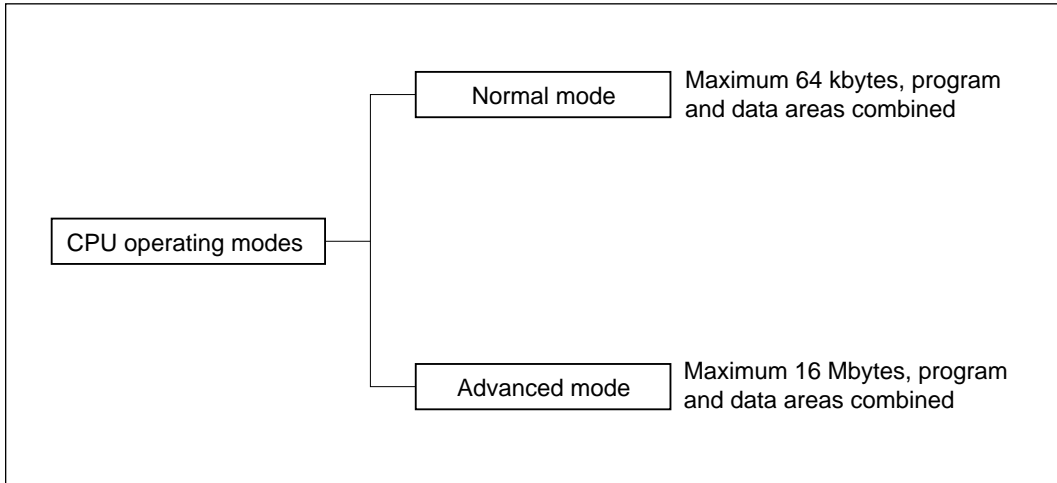 Normal mode
Maximum 64 kbytes, program
and data areas combined
CPU operating modes
Advanced mode
Maximum 16 Mbytes, program
and data areas combined